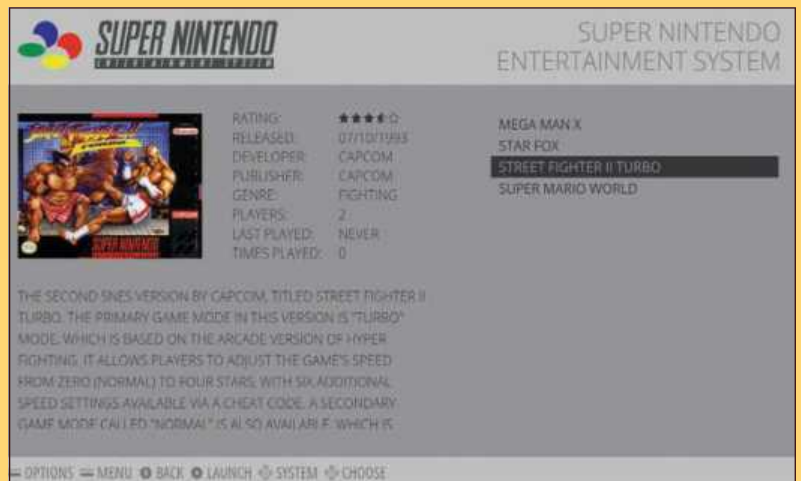 SUPER NINTENDO
ENTERTAINMENT SYSTEM
SUPER NINTENDO
ENTERTAINMENT SYSTEM
RATING:
RELEASED: 07/10/1993
DEVELOPER: CAPCOM
PUBLISHER: CAPCOM
GENRE: FIGHTING
PLAYERS: 2
LAST PLAYED: NEVER
TIMES PLAYED: 0
MEGA MAN X
STAR FOX
STREET FIGHTER II TURBO
SUPER MARIO WORLD
THE SECOND SNES VERSION BY CAPCOM, TITLED STREET FIGHTER II
TURBO. THE PRIMARY GAME MODE IN THIS VERSION IS "TURBO"
MODE, WHICH IS BASED ON THE ARCADE VERSION OF HYPER
FIGHTING. IT ALLOWS PLAYERS TO ADJUST THE GAME'S SPEED
FROM ZERO (NORMAL) TO FOUR STARS, WITH SIX ADDITIONAL
SPEED SETTINGS AVAILABLE VIA A CHEAT CODE. A SECONDARY
GAME MODE CALLED "NORMAL" IS ALSO AVAILABLE, WHICH IS
OPTIONS MENU BACK LAUNCH SYSTEM CHOOSE